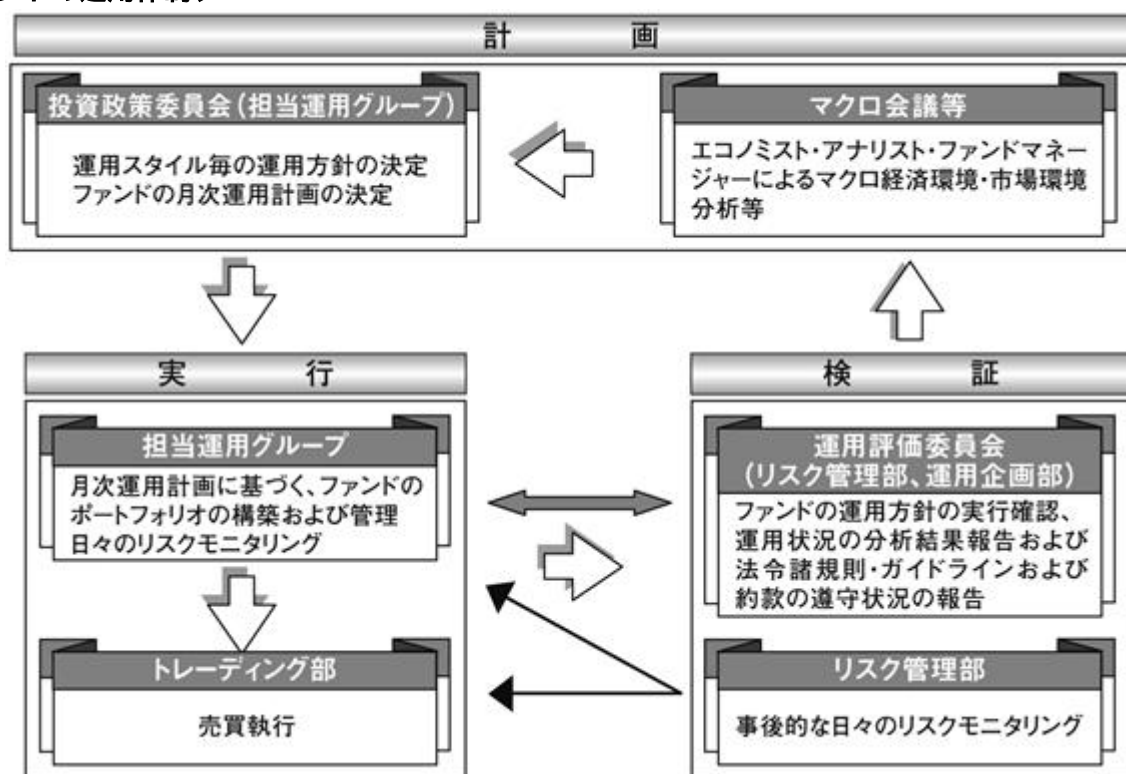 計画
投資政策委員会(担当運用グループ)
運用スタイル毎の運用方針の決定
ファンドの月次運用計画の決定
マクロ会議等
エコノミスト・アナリスト・ファンドマネー
ジャーによるマクロ経済環境・市場環境
分析等
実行
担当運用グループ
月次運用計画に基づく、ファンドの
ポートフォリオの構築および管理
日々のリスクモニタリング
トレーディング部
売買執行
検証
運用評価委員会
(リスク管理部、運用企画部)
ファンドの運用方針の実行確認、
運用状況の分析結果報告および
法令諸規則・ガイドラインおよび
約款の遵守状況の報告
リスク管理部
事後的な日々のリスクモニタリング